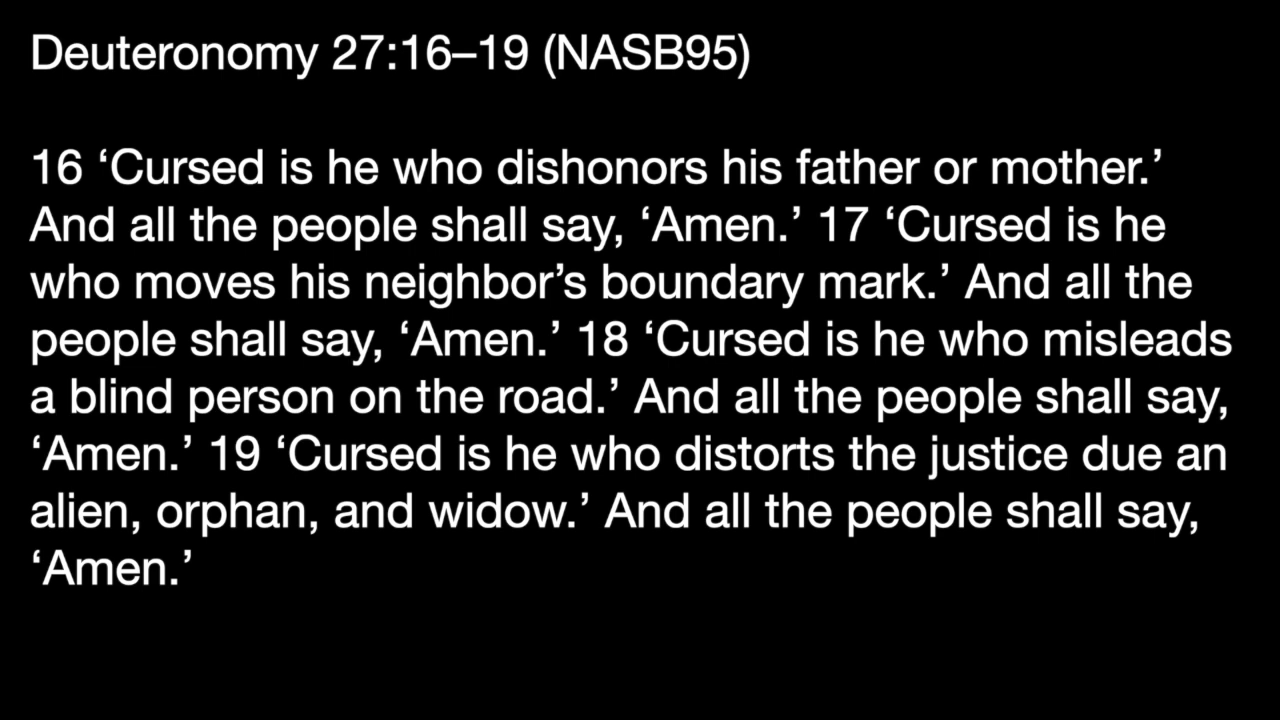 Deuteronomy 27:16–19 (NASB95)
16 ‘Cursed is he who dishonors his father or mother.’
And all the people shall say, ‘Amen.’ 17 ‘Cursed is he
who moves his neighbor’s boundary mark.’ And all the
people shall say, ‘Amen.’ 18 ‘Cursed is he who misleads
a blind person on the road.’ And all the people shall say,
‘Amen.’ 19 ‘Cursed is he who distorts the justice due an
alien, orphan, and widow.’ And all the people shall say,
‘Amen.’